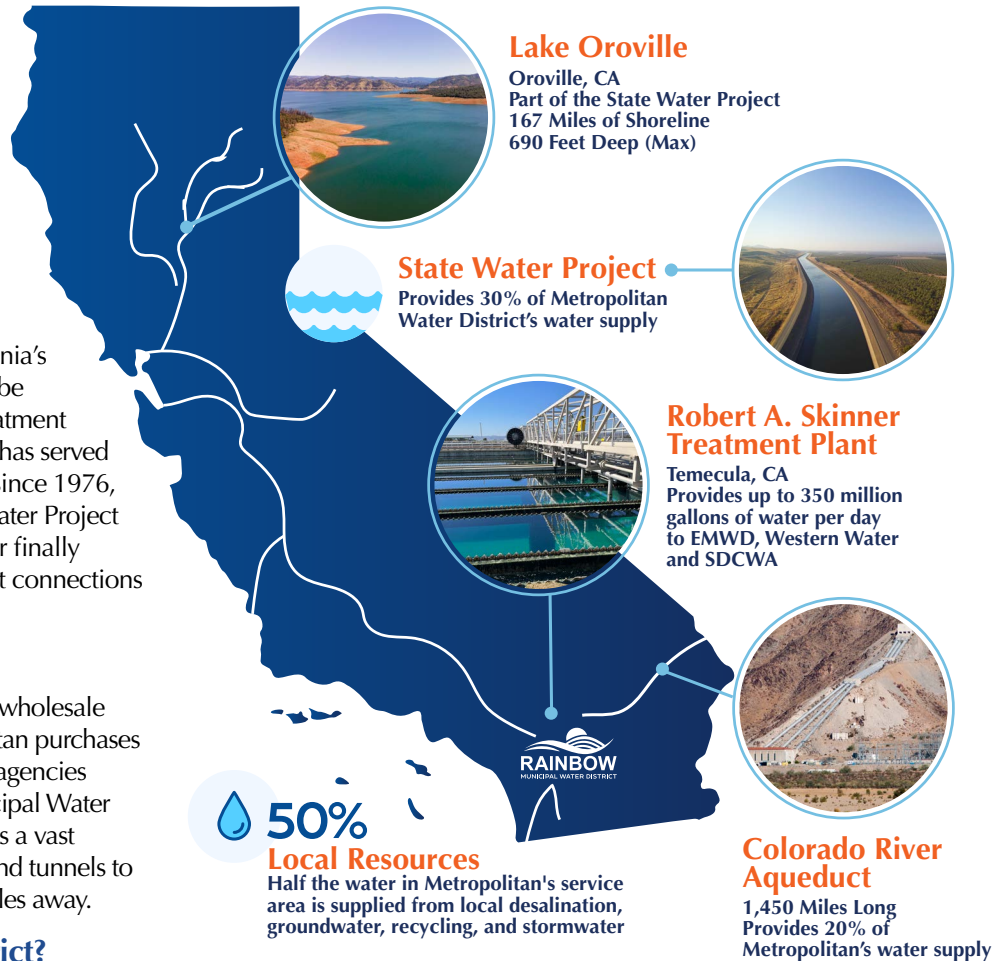 Lake Oroville
Oroville, CA
Part of the State Water Project
167 Miles of Shoreline
690 Feet Deep (Max)
State Water Project
Provides 30% of Metropolitan
Water District's water supply
nia's
be
atment
has served
since 1976,
ater Project
r finally
t connections
Robert A. Skinner
Treatment Plant
Temecula, CA
Provides up to 350 million
gallons of water per day
to EMWD, Western Water
and SDCWA
wholesale
tan purchases
agencies
cipal Water
s a vast
nd tunnels to
les away.
ict?
RAINBOW
MUNICIPAL WATER DISTRICT
50%
Local Resources
Half the water in Metropolitan's service
area is supplied from local desalination,
groundwater, recycling, and stormwater
Colorado River
Aqueduct
1,450 Miles Long
Provides 20% of
Metropolitan's water supply